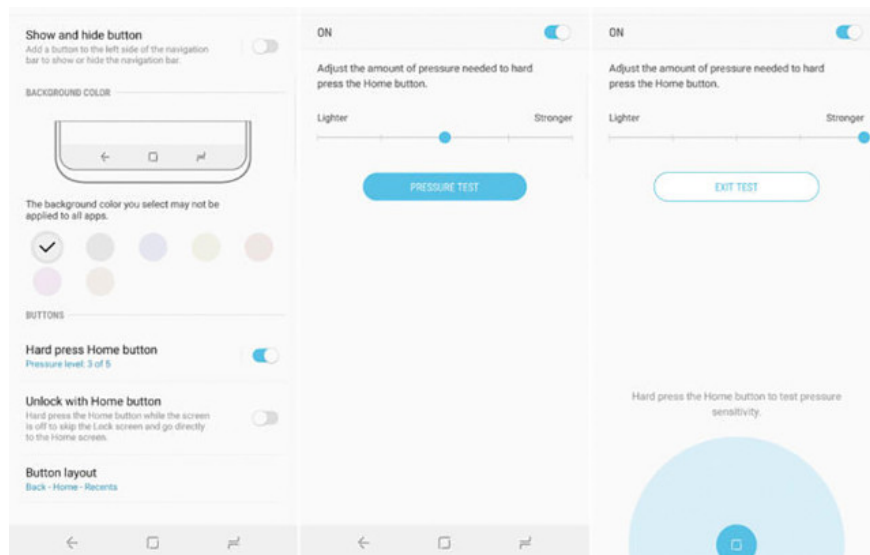 Show and hide button
Add a button to the left side of the navigation
bar to show or hide the navigation bar.
BACKGROUND COLOR
The background color you select may not be
applied to all apps.
BUTTONS
Hard press Home button
Pressure level: 3 of 5
Unlock with Home button
Hard press the Home button while the screen
is off to skip the Lock screen and go directly
to the Home screen.
Button layout
Back - Home - Recents
ON
Adjust the amount of pressure needed to hard
press the Home button.
Lighter
Stronger
PRESSURE TEST
ON
Adjust the amount of pressure needed to hard
press the Home button.
Lighter
Stronger
EXIT TEST
Hard press the Home button to test pressure
sensitivity.